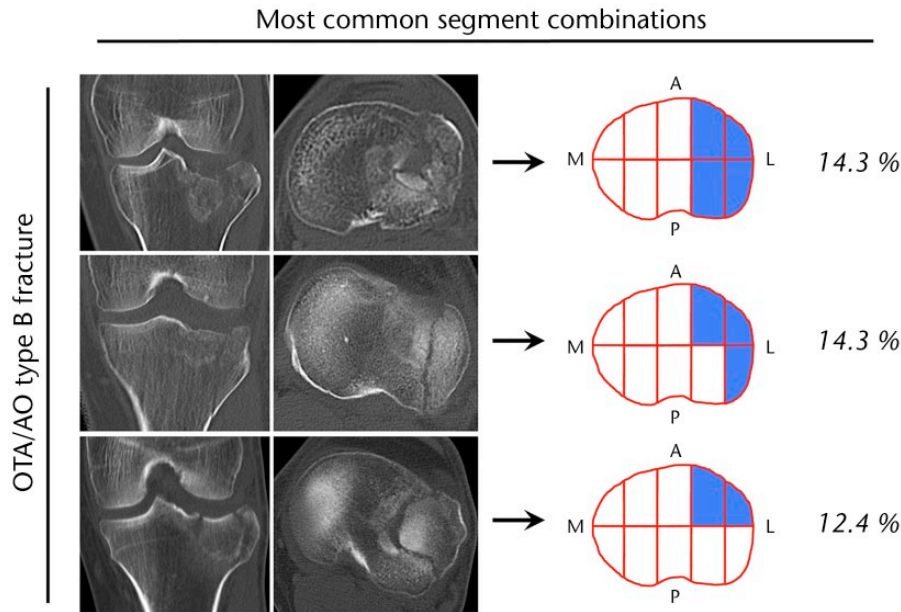 Most common segment combinations
OTA/AO type B fracture
A
M
L
P
14.3 %
A
M
L
P
14.3 %
A
M
L
P
12.4 %